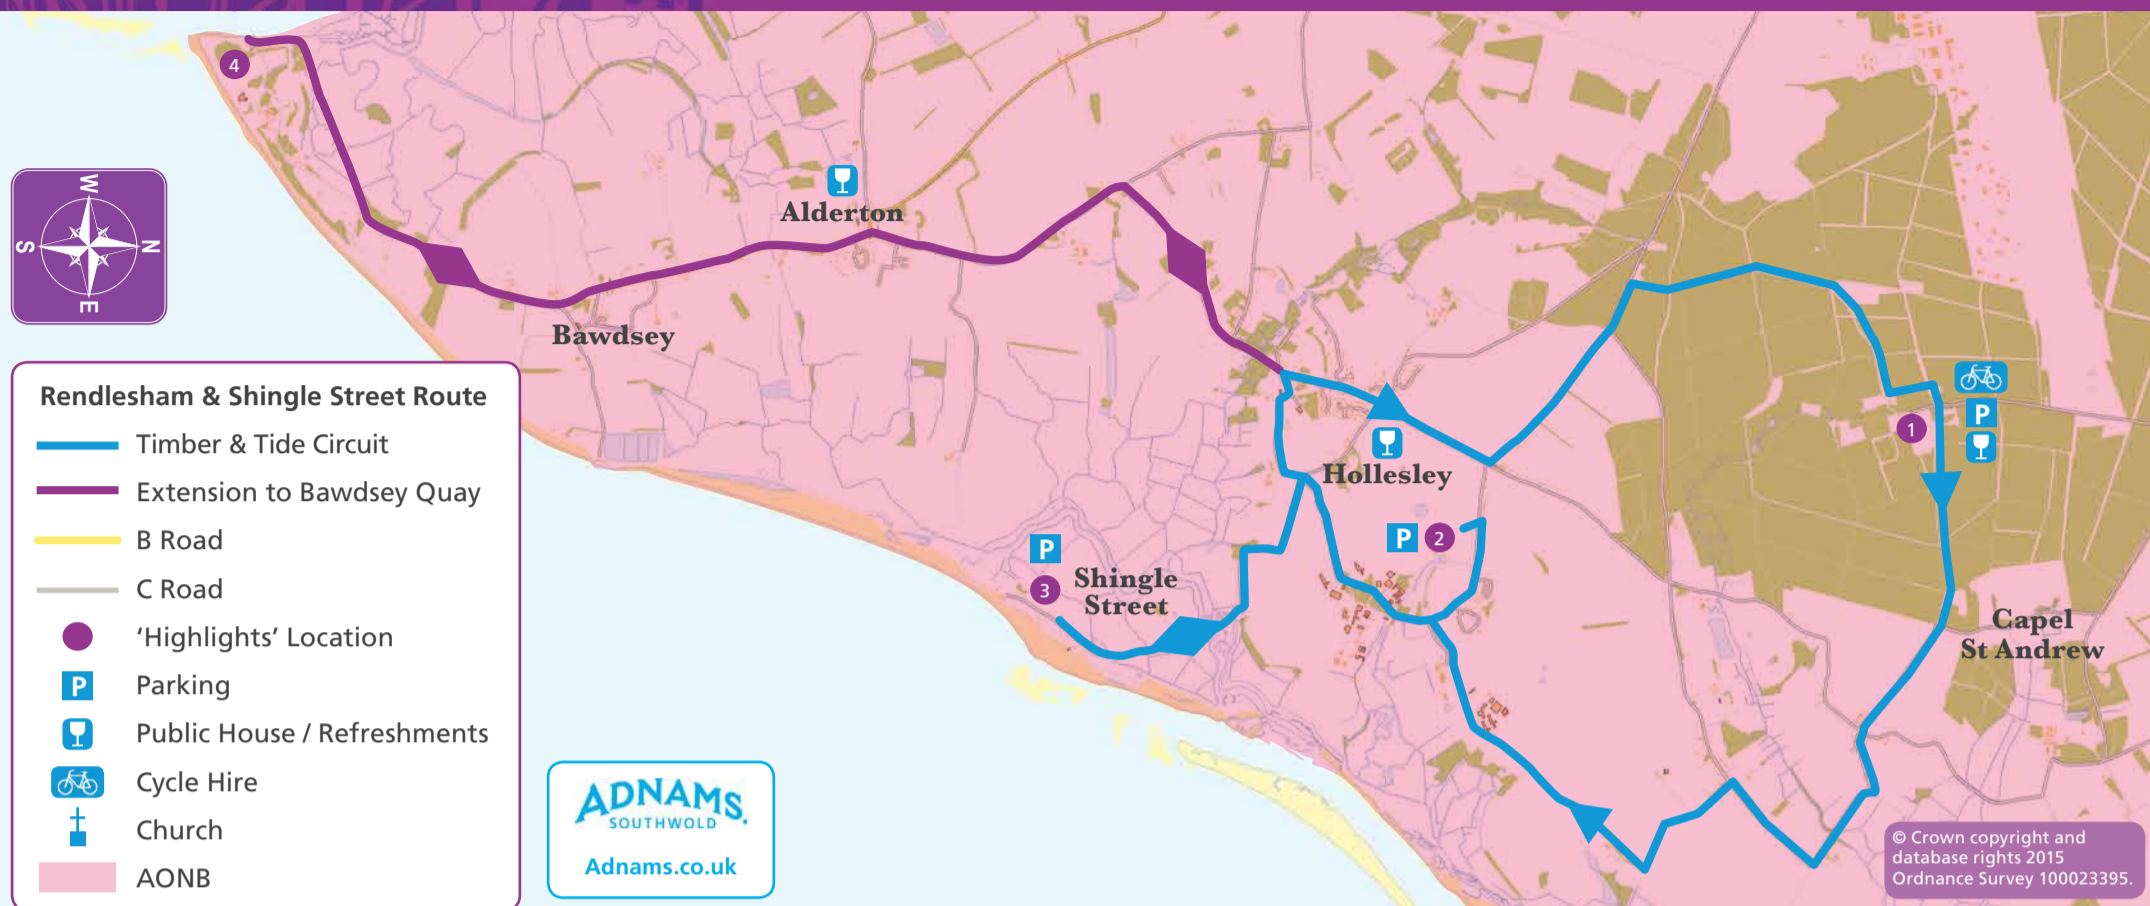 4
W
S
N
E
Alderton
Bawdsey
1
P
P
Hollesley
P
2
P
3
Shingle
Street
Capel
St Andrew
Rendlesham & Shingle Street Route
Timber & Tide Circuit
Extension to Bawdsey Quay
B Road
C Road
'Highlights' Location
P Parking
Public House / Refreshments
Cycle Hire
Church
AONB
ADNAMS
SOUTHWOLD
Adnams.co.uk
© Crown copyright and
database rights 2015
Ordnance Survey 100023395.